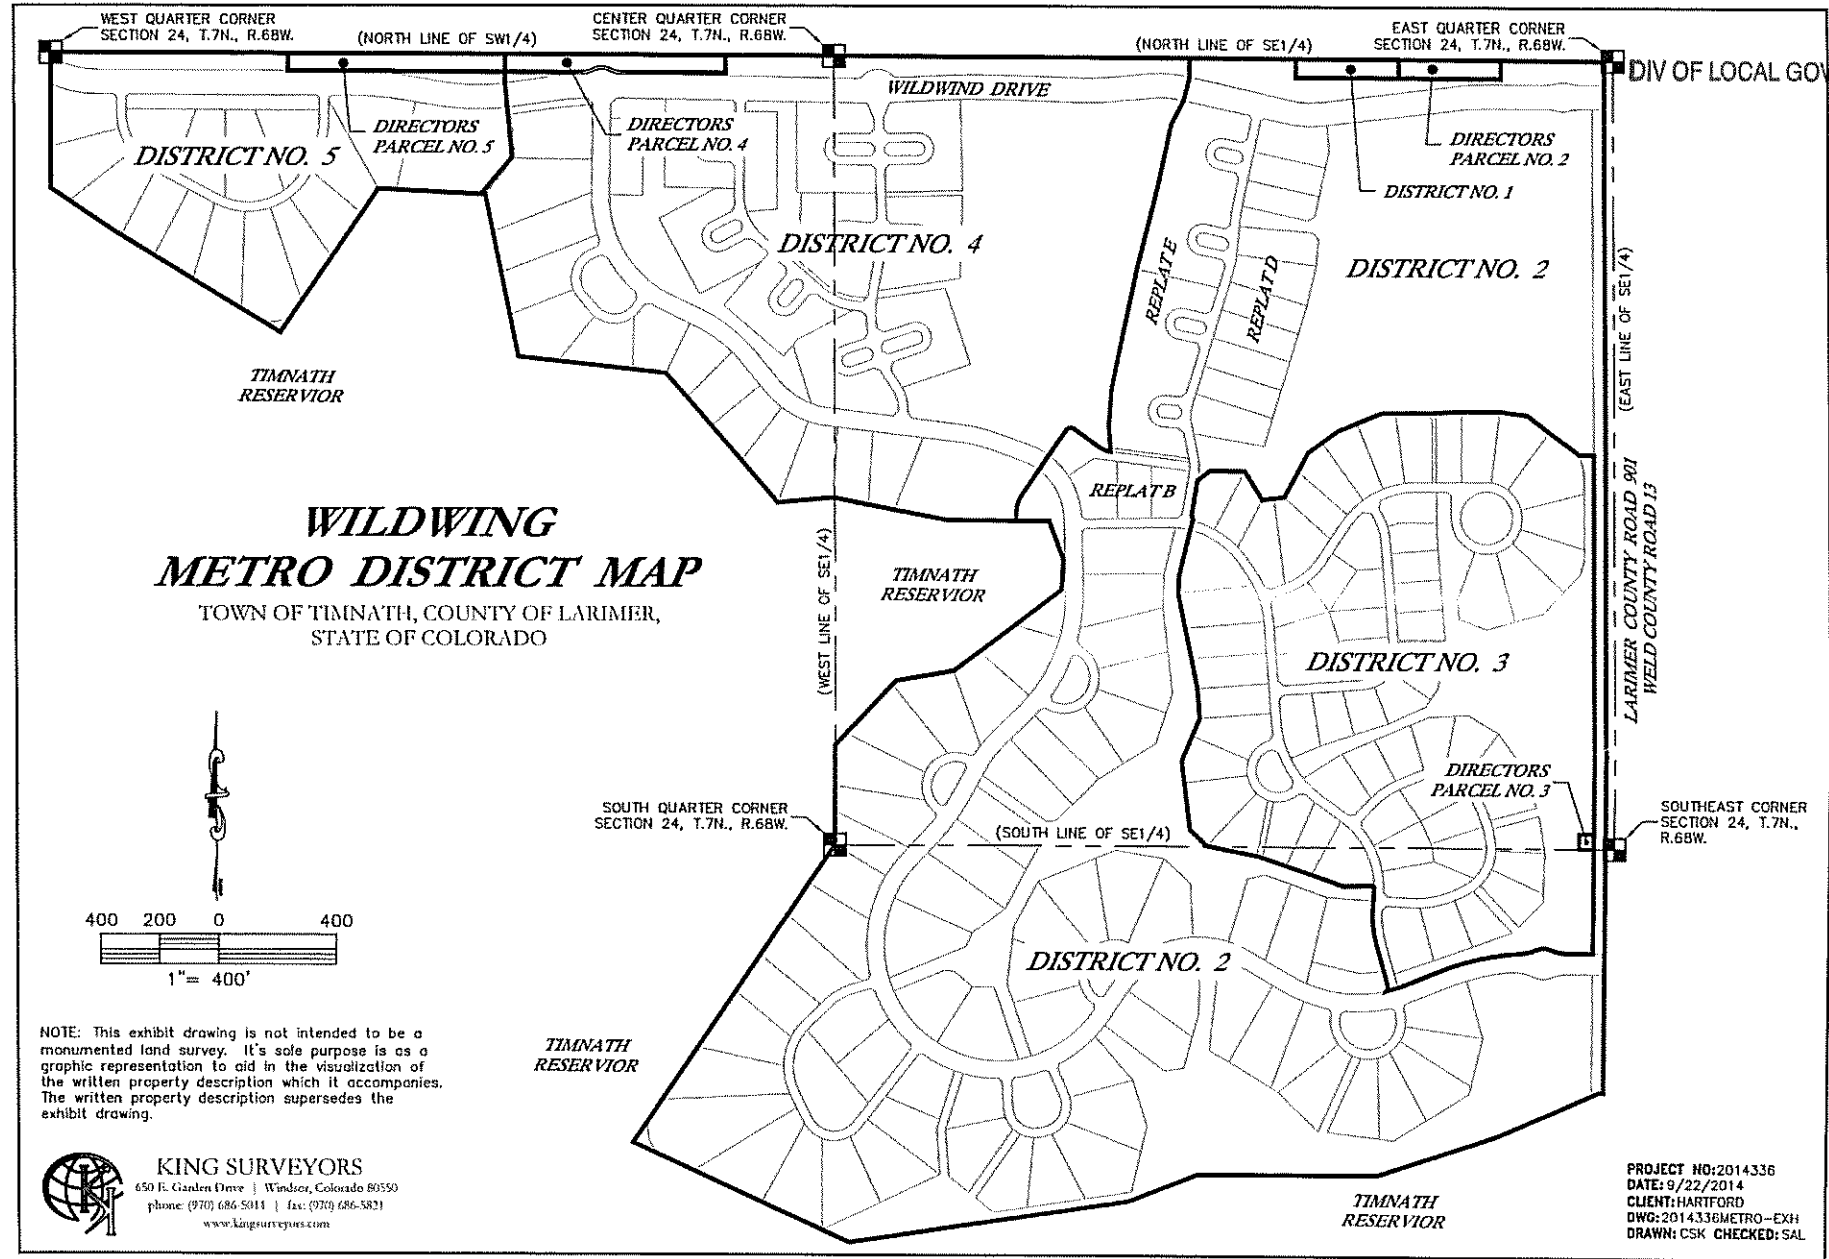 WEST QUARTER CORNER
SECTION 24, T.7N., R.68W.
(NORTH LINE OF SW1/4)
CENTER QUARTER CORNER
SECTION 24, T.7N., R.68W.
(NORTH LINE OF SE1/4)
EAST QUARTER CORNER
SECTION 24, T.7N., R.68W.
DIV OF LOCAL GOV
WILDWIND DRIVE
DIRECTORS
PARCEL NO. 5
DIRECTORS
PARCEL NO. 4
DIRECTORS
PARCEL NO. 2
DISTRICT NO. 1
DISTRICT NO. 5
DISTRICT NO. 4
DISTRICT NO. 2
REPLAT E
REPLAT D
(EAST LINE OF SE1/4)
TIMNATH
RESERVIOR
REPLAT B
WILDWING
METRO DISTRICT MAP
TOWN OF TIMNATH, COUNTY OF LARIMER,
STATE OF COLORADO
(WEST LINE OF SE1/4)
TIMNATH
RESERVIOR
LARIMER COUNTY ROAD 901
WELD COUNTY ROAD 13
DISTRICT NO. 3
DIRECTORS
PARCEL NO. 3
SOUTH QUARTER CORNER
SECTION 24, T.7N., R.68W.
(SOUTH LINE OF SE1/4)
SOUTHEAST CORNER
SECTION 24, T.7N.,
R.68W.
400 200 0 400
1"= 400'
DISTRICT NO. 2
NOTE: This exhibit drawing is not intended to be a
monumented land survey. It's sole purpose is as a
graphic representation to aid in the visualization of
the written property description which it accompanies.
The written property description supersedes the
exhibit drawing.
TIMNATH
RESERVIOR
KING SURVEYORS
650 E. Garden Drive | Windsor, Colorado 80550
phone: (970) 686-5011 | fax: (970) 686-5821
www.kingsurveyors.com
TIMNATH
RESERVIOR
PROJECT NO:2014336
DATE: 9/22/2014
CLIENT: HARTFORD
DWG:2014336METRO-EXH
DRAWN: CSK CHECKED: SAL